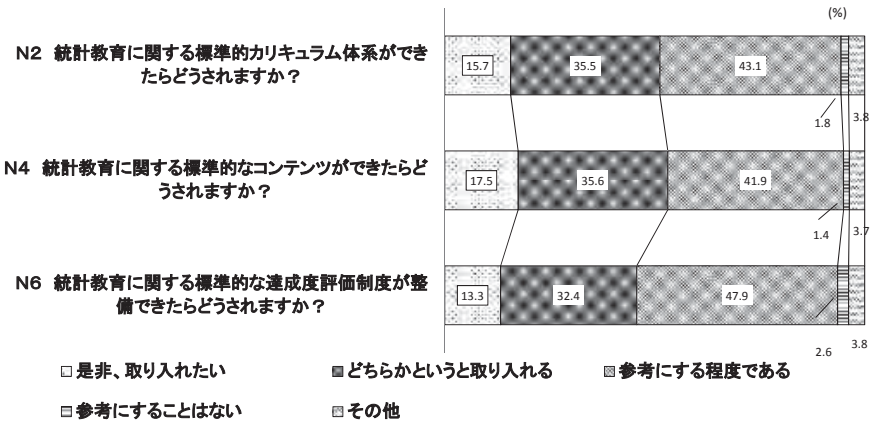 (%)
N2　統計教育に関する標準的カリキュラム体系ができ
たらどうされますか？
15.7
35.5
43.1
1.8
3.8
N4　統計教育に関する標準的なコンテンツができたらど
うされますか？
17.5
35.6
41.9
1.4
3.7
N6　統計教育に関する標準的な達成度評価制度が整
備できたらどうされますか？
13.3
32.4
47.9
2.6
3.8
是非、取り入れたい
どちらかというと取り入れる
参考にする程度である
参考にすることはない
その他